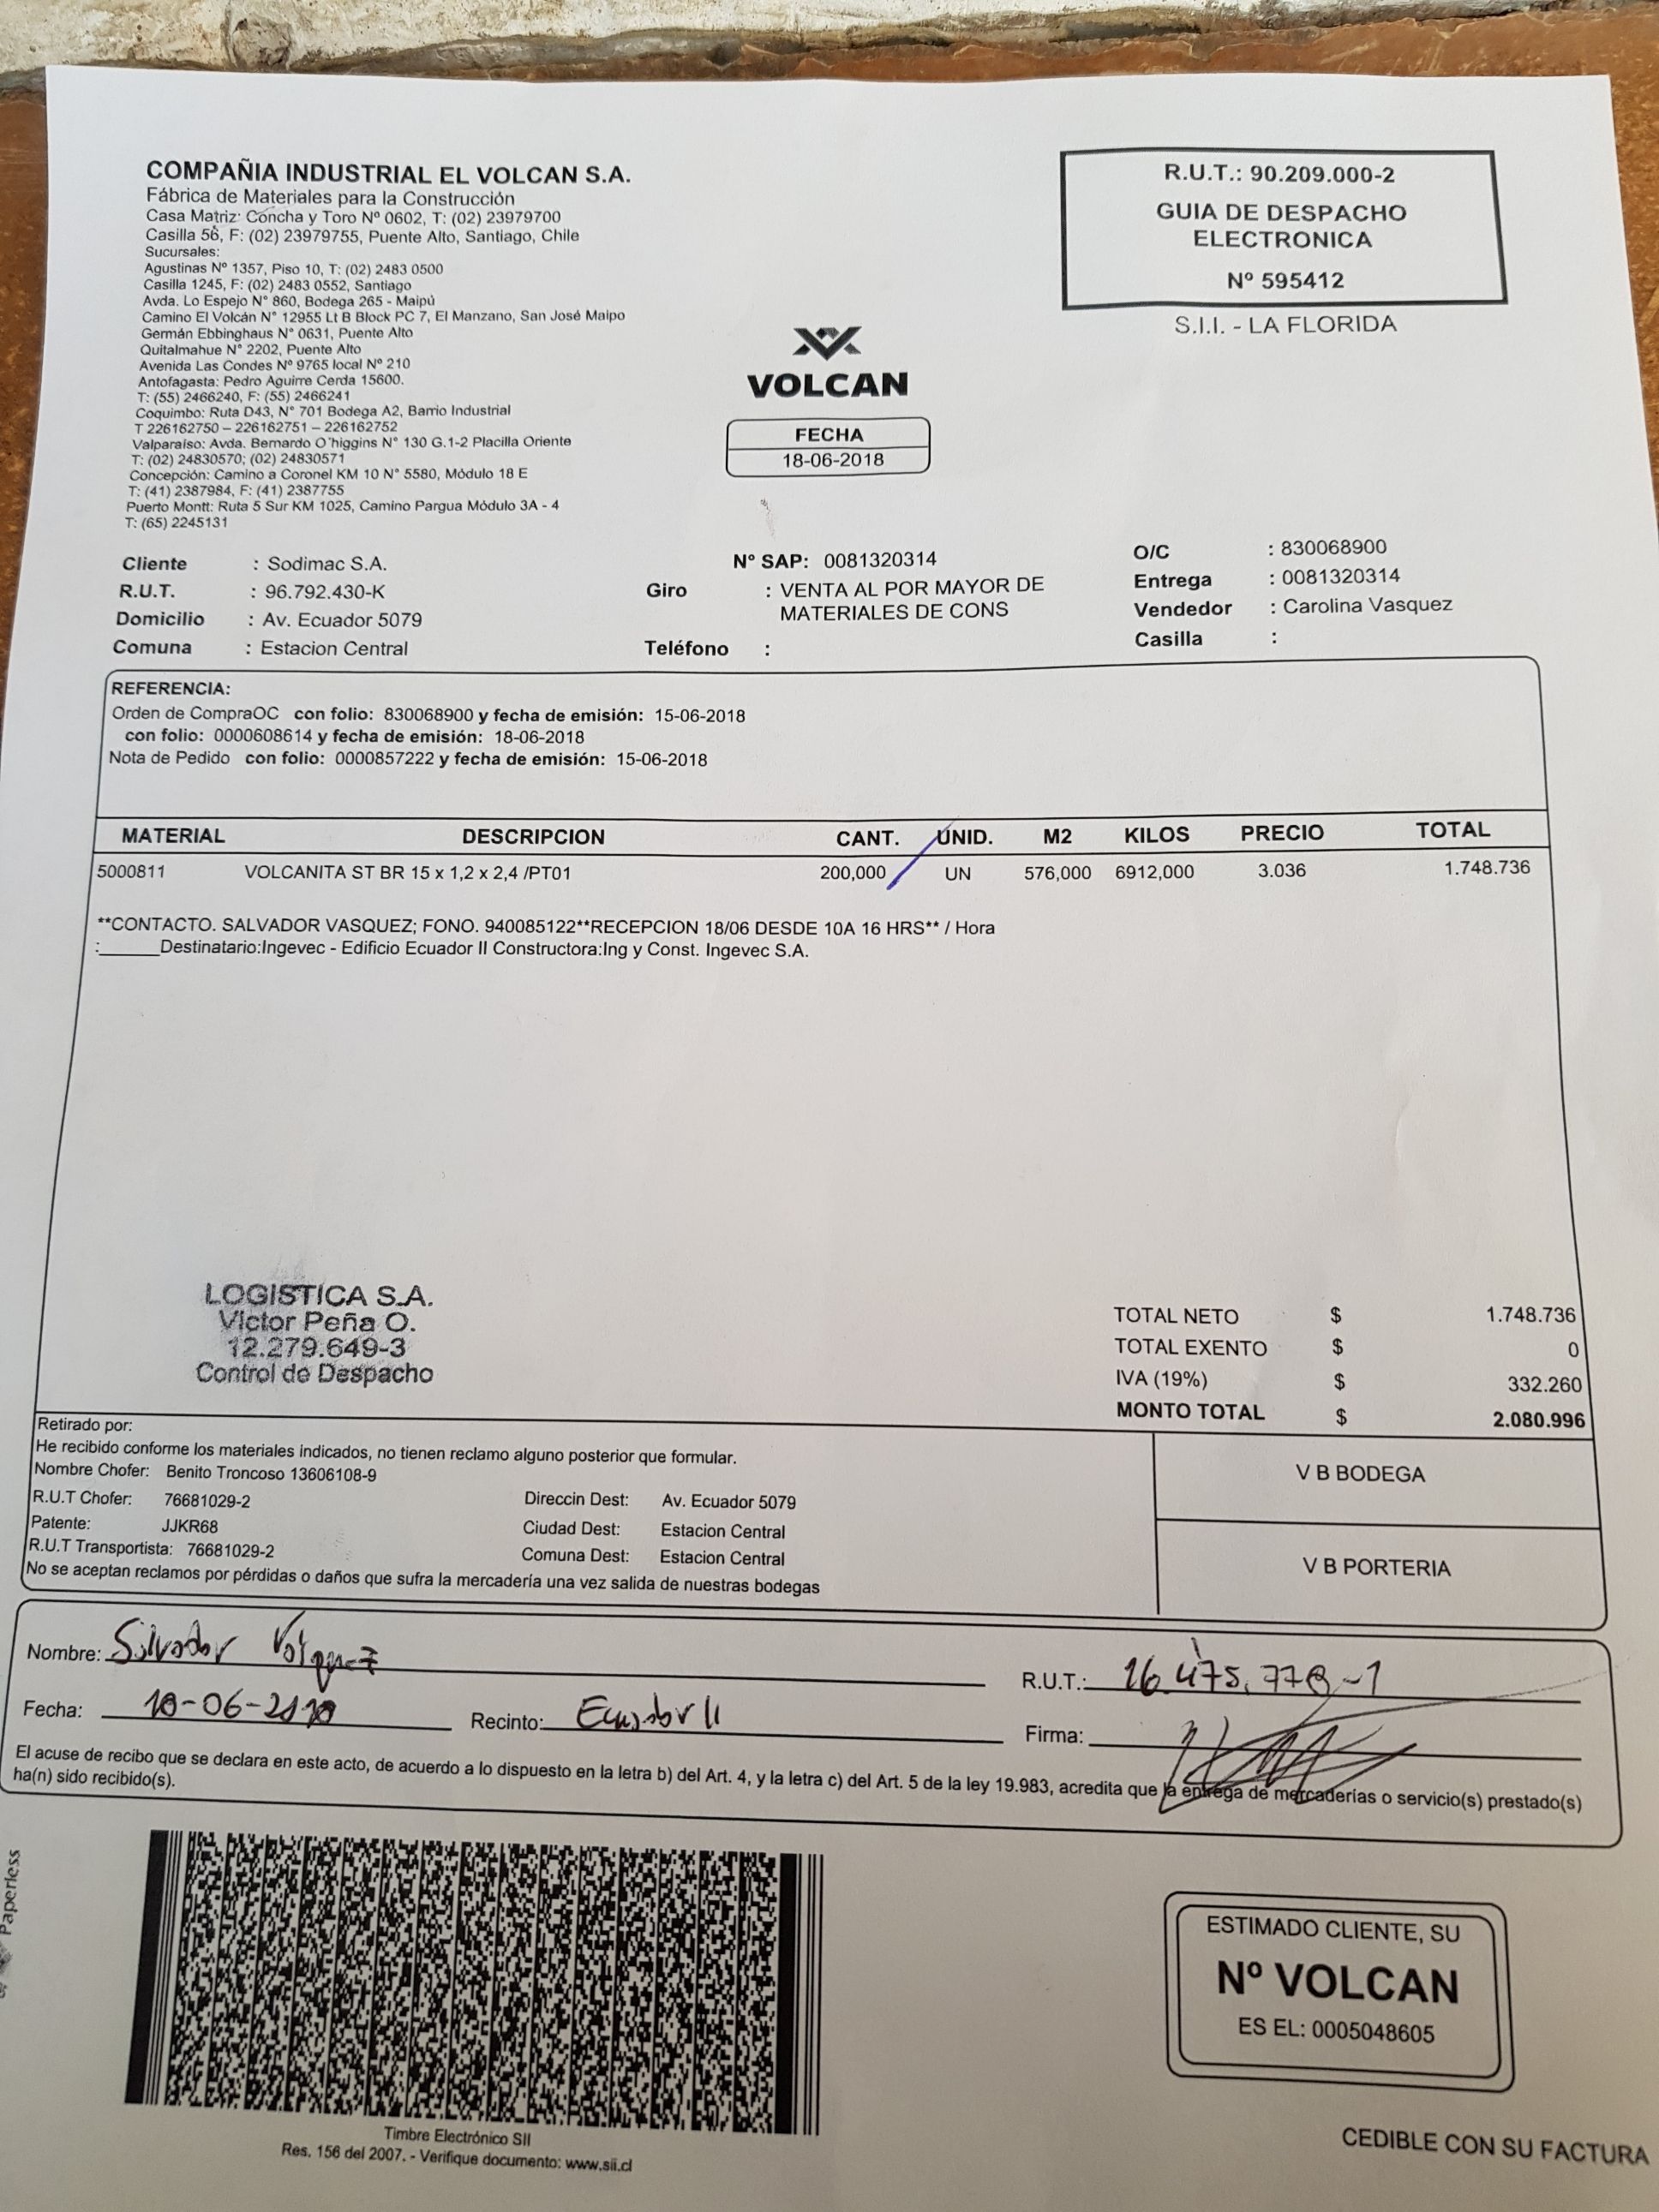 COMPAÑIA INDUSTRIAL EL VOLCAN S.A.
Fábrica de Materiales para la Construcción
Casa Matriz: Concha y Toro Nº 0602, T: (02) 23979700
Casilla 56, F: (02) 23979755, Puente Alto, Santiago, Chile
Sucursales:
Agustinas Nº 1357, Piso 10, T: (02) 2483 0500
Casilla 1245, F: (02) 2483 0552, Santiago
Avda. Lo Espejo N° 860, Bodega 265 - Maipú
Camino El Volcán N° 12955 Lt B Block PC 7, El Manzano, San José Maipo
Germán Ebbinghaus N° 0631, Puente Alto
Quitalmahue N° 2202, Puente Alto
Avenida Las Condes Nº 9765 local Nº 210
Antofagasta: Pedro Aguirre Cerda 15600.
T: (55) 2466240, F: (55) 2466241
Coquimbo: Ruta D43, N° 701 Bodega A2, Barrio Industrial
T 226162750 – 226162751 – 226162752
Valparaíso: Avda. Bernardo O'higgins N° 130 G.1-2 Placilla Oriente
T: (02) 24830570; (02) 24830571
Concepción: Camino a Coronel KM 10 N° 5580, Módulo 18 E
T: (41) 2387984, F: (41) 2387755
Puerto Montt: Ruta 5 Sur KM 1025, Camino Pargua Módulo 3A - 4
T: (65) 2245131
VOLCAN
FECHA
18-06-2018
R.U.T.: 90.209.000-2
GUIA DE DESPACHO
ELECTRONICA
Nº 595412
S.I.I. - LA FLORIDA
Cliente : Sodimac S.A. Nº SAP: 0081320314 O/C : 830068900
R.U.T. : 96.792.430-K Giro : VENTA AL POR MAYOR DE Entrega : 0081320314
Domicilio : Av. Ecuador 5079 MATERIALES DE CONS Vendedor : Carolina Vasquez
Comuna : Estacion Central Teléfono : Casilla :
REFERENCIA:
Orden de CompraOC con folio: 830068900 y fecha de emisión: 15-06-2018
con folio: 0000608614 y fecha de emisión: 18-06-2018
Nota de Pedido con folio: 0000857222 y fecha de emisión: 15-06-2018
MATERIAL DESCRIPCION CANT. UNID. M2 KILOS PRECIO TOTAL
5000811 VOLCANITA ST BR 15 x 1,2 x 2,4 /PT01 200,000 UN 576,000 6912,000 3.036 1.748.736
**CONTACTO. SALVADOR VASQUEZ; FONO. 940085122**RECEPCION 18/06 DESDE 10A 16 HRS** / Hora
:______Destinatario:Ingevec - Edificio Ecuador II Constructora:Ing y Const. Ingevec S.A.
LOGISTICA S.A.
Victor Peña O.
12.279.649-3
Control de Despacho
TOTAL NETO $ 1.748.736
TOTAL EXENTO $ 0
IVA (19%) $ 332.260
MONTO TOTAL $ 2.080.996
Retirado por:
He recibido conforme los materiales indicados, no tienen reclamo alguno posterior que formular.
Nombre Chofer: Benito Troncoso 13606108-9
R.U.T Chofer: 76681029-2 Direccin Dest: Av. Ecuador 5079
Patente: JJKR68 Ciudad Dest: Estacion Central
R.U.T Transportista: 76681029-2 Comuna Dest: Estacion Central
No se aceptan reclamos por pérdidas o daños que sufra la mercadería una vez salida de nuestras bodegas
V B BODEGA
V B PORTERIA
Nombre: Salvador Vasquez R.U.T.:
Fecha: Recinto: Ecuador II Firma:
El acuse de recibo que se declara en este acto, de acuerdo a lo dispuesto en la letra b) del Art. 4, y la letra c) del Art. 5 de la ley 19.983, acredita que la entrega de mercaderías o servicio(s) prestado(s)
ha(n) sido recibido(s).
Paperless
Timbre Electrónico SII
Res. 156 del 2007. - Verifique documento: www.sii.cl
ESTIMADO CLIENTE, SU
Nº VOLCAN
ES EL: 0005048605
CEDIBLE CON SU FACTURA